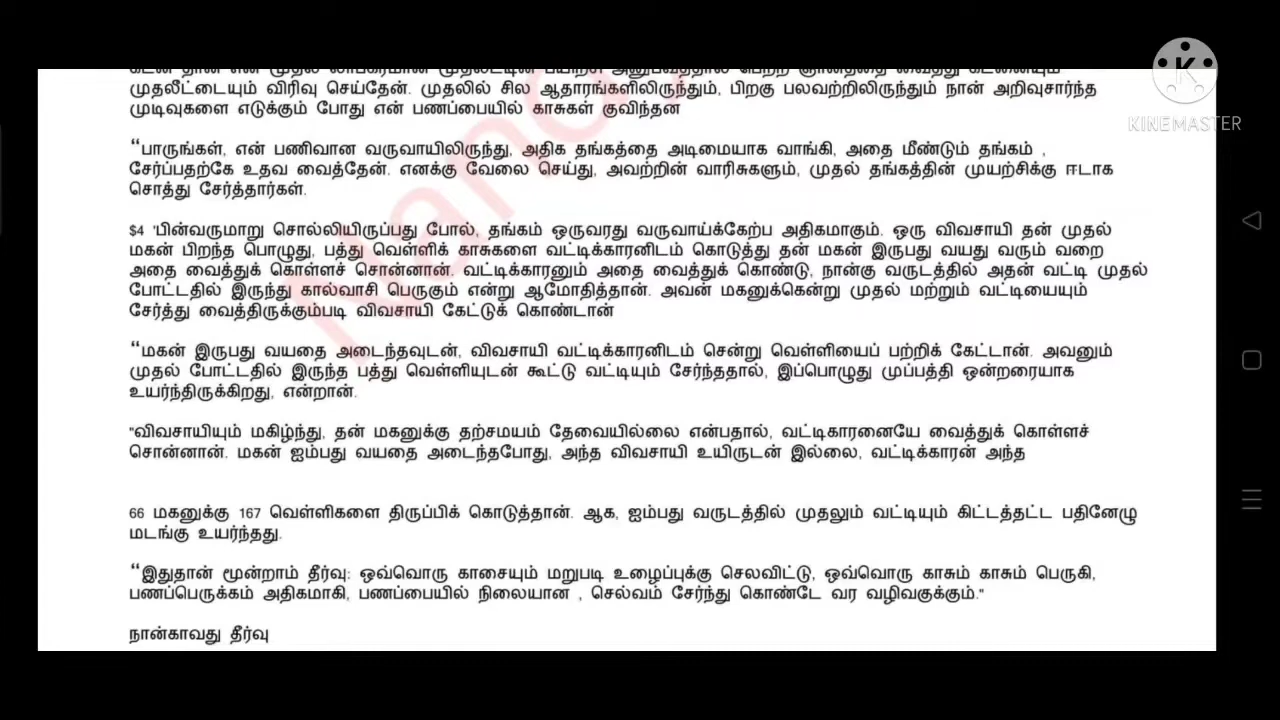 முதலீட்டையும் விரிவு செய்தேன். முதலில் சில ஆதாரங்களிலிருந்தும், பிறகு பலவற்றிலிருந்தும் நான் அறிவுசார்ந்த
முடிவுகளை எடுக்கும் போது என் பணப்பையில் காசுகள் குவிந்தன
KINEMASTER
“பாருங்கள், என் பணிவான வருவாயிலிருந்து, அதிக தங்கத்தை அடிமையாக வாங்கி, அதை மீண்டும் தங்கம் ,
சேர்ப்பதற்கே உதவ வைத்தேன். எனக்கு வேலை செய்து, அவற்றின் வாரிசுகளும், முதல் தங்கத்தின் முயற்சிக்கு ஈடாக
சொத்து சேர்த்தார்கள்.
$4 'பின்வருமாறு சொல்லியிருப்பது போல், தங்கம் ஒருவரது வருவாய்க்கேற்ப அதிகமாகும். ஒரு விவசாயி தன் முதல்
மகன் பிறந்த பொழுது, பத்து வெள்ளிக் காசுகளை வட்டிக்காரனிடம் கொடுத்து தன் மகன் இருபது வயது வரும் வறை
அதை வைத்துக் கொள்ளச் சொன்னான். வட்டிக்காரனும் அதை வைத்துக் கொண்டு, நான்கு வருடத்தில் அதன் வட்டி முதல்
போட்டதில் இருந்து கால்வாசி பெருகும் என்று ஆமோதித்தான். அவன் மகனுக்கென்று முதல் மற்றும் வட்டியையும்
சேர்த்து வைத்திருக்கும்படி விவசாயி கேட்டுக் கொண்டான்
“மகன் இருபது வயதை அடைந்தவுடன், விவசாயி வட்டிக்காரனிடம் சென்று வெள்ளியைப் பற்றிக் கேட்டான். அவனும்
முதல் போட்டதில் இருந்த பத்து வெள்ளியுடன் கூட்டு வட்டியும் சேர்ந்ததால், இப்பொழுது முப்பத்தி ஒன்றரையாக
உயர்ந்திருக்கிறது, என்றான்.
"விவசாயியும் மகிழ்ந்து, தன் மகனுக்கு தற்சமயம் தேவையில்லை என்பதால், வட்டிகாரனையே வைத்துக் கொள்ளச்
சொன்னான். மகன் ஐம்பது வயதை அடைந்தபோது, அந்த விவசாயி உயிருடன் இல்லை, வட்டிக்காரன் அந்த
66 மகனுக்கு 167 வெள்ளிகளை திருப்பிக் கொடுத்தான். ஆக, ஐம்பது வருடத்தில் முதலும் வட்டியும் கிட்டத்தட்ட பதினேழு
மடங்கு உயர்ந்தது.
“இதுதான் மூன்றாம் தீர்வு: ஒவ்வொரு காசையும் மறுபடி உழைப்புக்கு செலவிட்டு, ஒவ்வொரு காசும் காசும் பெருகி,
பணப்பெருக்கம் அதிகமாகி, பணப்பையில் நிலையான , செல்வம் சேர்ந்து கொண்டே வர வழிவகுக்கும்."
நான்காவது தீர்வு